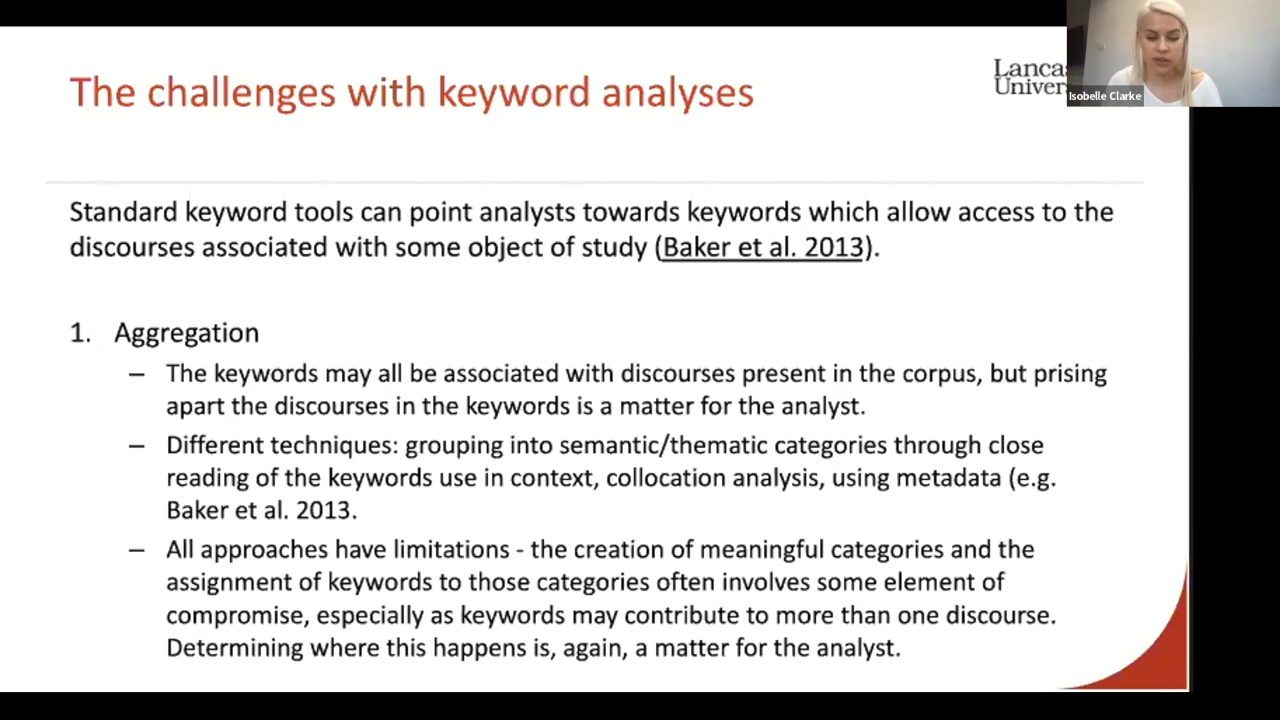 The challenges with keyword analyses
Lanca
Univer
Isobelle Clarke
Standard keyword tools can point analysts towards keywords which allow access to the
discourses associated with some object of study (Baker et al. 2013).
1. Aggregation
– The keywords may all be associated with discourses present in the corpus, but prising
apart the discourses in the keywords is a matter for the analyst.
– Different techniques: grouping into semantic/thematic categories through close
reading of the keywords use in context, collocation analysis, using metadata (e.g.
Baker et al. 2013.
– All approaches have limitations - the creation of meaningful categories and the
assignment of keywords to those categories often involves some element of
compromise, especially as keywords may contribute to more than one discourse.
Determining where this happens is, again, a matter for the analyst.